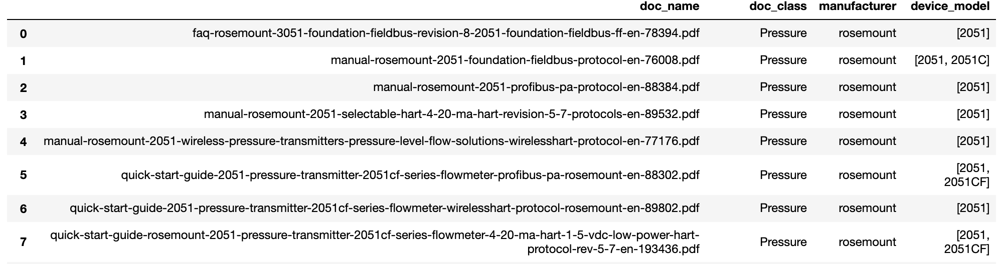 doc_name doc_class manufacturer device_model
0 faq-rosemount-3051-foundation-fieldbus-revision-8-2051-foundation-fieldbus-ff-en-78394.pdf Pressure rosemount [2051]
1 manual-rosemount-2051-foundation-fieldbus-protocol-en-76008.pdf Pressure rosemount [2051, 2051C]
2 manual-rosemount-2051-profibus-pa-protocol-en-88384.pdf Pressure rosemount [2051]
3 manual-rosemount-2051-selectable-hart-4-20-ma-hart-revision-5-7-protocols-en-89532.pdf Pressure rosemount [2051]
4 manual-rosemount-2051-wireless-pressure-transmitters-pressure-level-flow-solutions-wirelesshart-protocol-en-77176.pdf Pressure rosemount [2051]
5 quick-start-guide-2051-pressure-transmitter-2051cf-series-flowmeter-profibus-pa-rosemount-en-88302.pdf Pressure rosemount [2051,
2051CF]
6 quick-start-guide-2051-pressure-transmitter-2051cf-series-flowmeter-wirelesshart-protocol-rosemount-en-89802.pdf Pressure rosemount [2051]
7 quick-start-guide-rosemount-2051-pressure-transmitter-2051cf-series-flowmeter-4-20-ma-hart-1-5-vdc-low-power-hart- Pressure rosemount [2051,
protocol-rev-5-7-en-193436.pdf 2051CF]